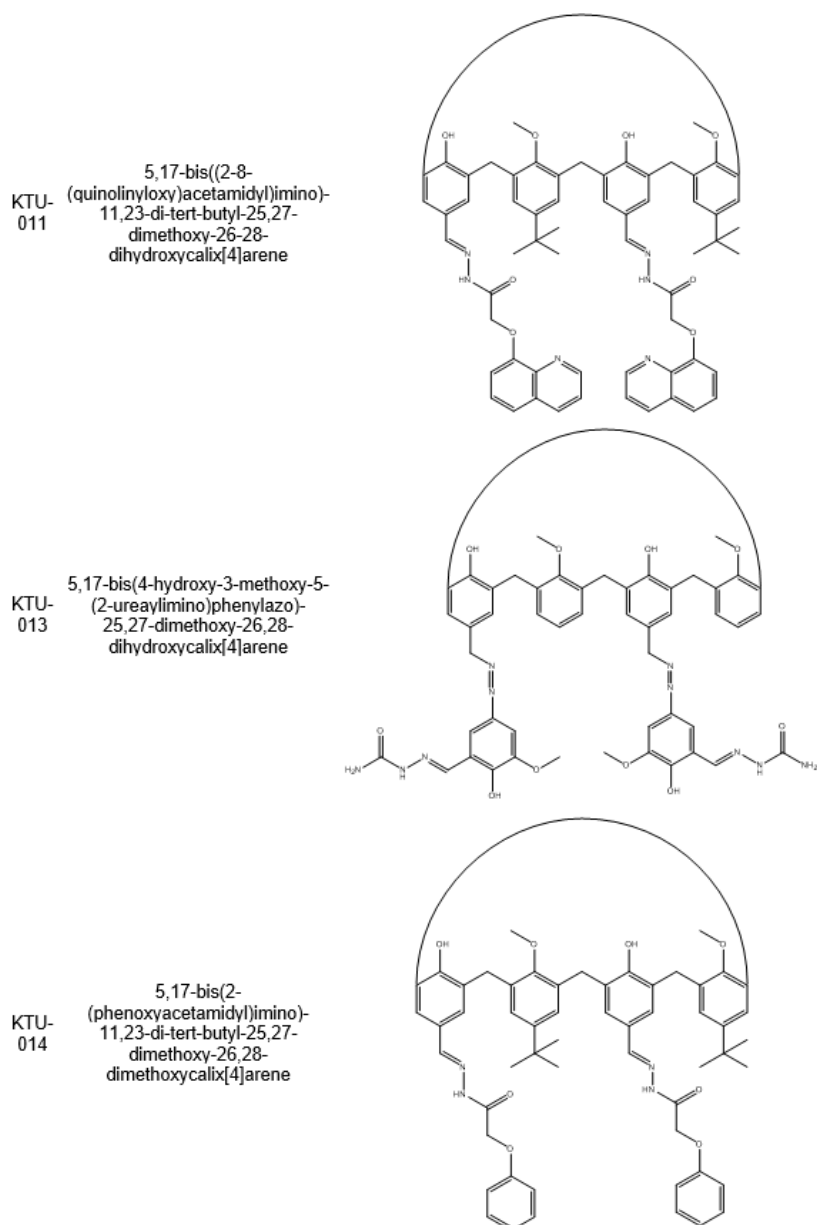 KTU-
011
5,17-bis((2-8-
(quinolinyloxy)acetamidyl)imino)-
11,23-di-tert-butyl-25,27-
dimethoxy-26-28-
dihydroxycalix[4]arene
OH
O
OH
O
N
N
HN
O
HN
O
O
O
N
N
KTU-
013
5,17-bis(4-hydroxy-3-methoxy-5-
(2-ureaylimino)phenylazo)-
25,27-dimethoxy-26,28-
dihydroxycalix[4]arene
OH
O
OH
O
N
N
N
N
O
H₂N
N
H
N
OH
O
O
OH
N
N
H
O
NH₂
KTU-
014
5,17-bis(2-
(phenoxyacetamidyl)imino)-
11,23-di-tert-butyl-25,27-
dimethoxy-26,28-
dimethoxycalix[4]arene
OH
O
OH
O
N
N
HN
O
HN
O
O
O